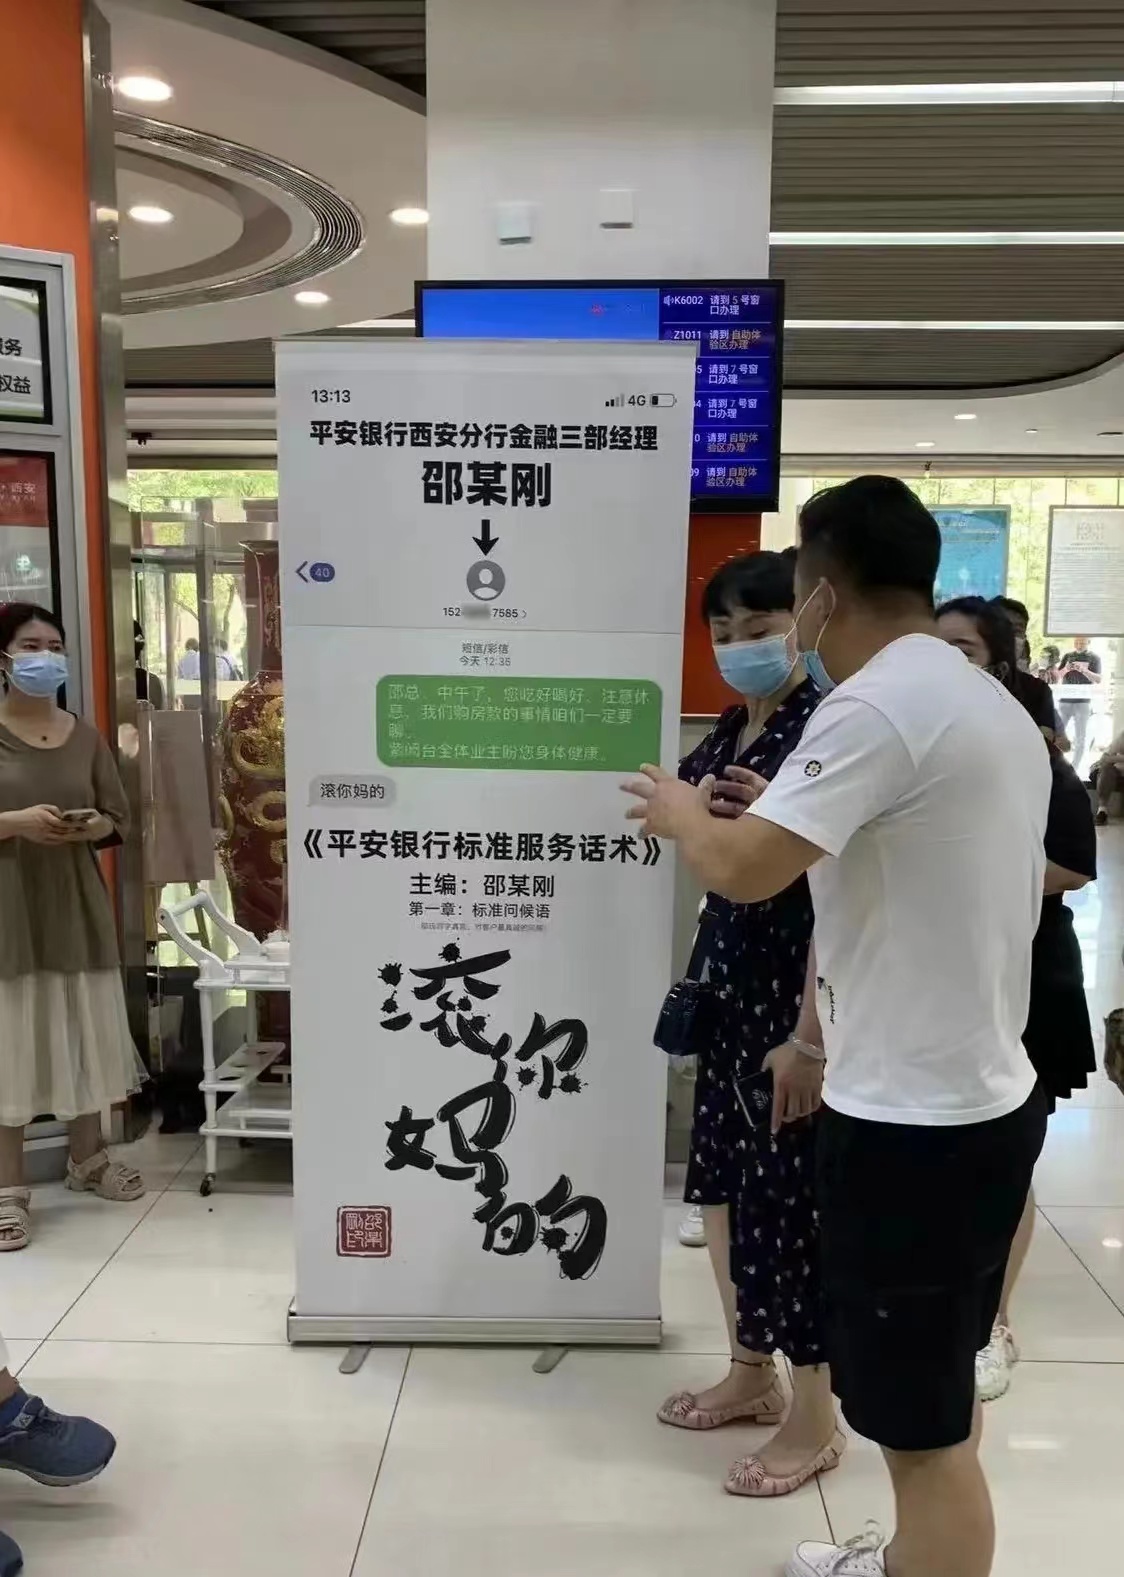 K6002 请到 5 号窗
口办理
Z1011 请到 自助体
验区办理
请到 7 号窗
口办理
请到 7 号窗
口办理
请到 自助体
验区办理
请到 自助体
验区办理
服务
权益
西安
13:13
4G
平安银行西安分行金融三部经理
邵某刚
40
152 7585
短信/彩信
今天 12:36
邵总，中午了，您吃好喝好，注意休
息，我们购房款的事情咱们一定要
聊。
紫阙台全体业主盼您身体健康。
滚你妈的
《平安银行标准服务话术》
主编：邵某刚
第一章：标准问候语
滚你妈的